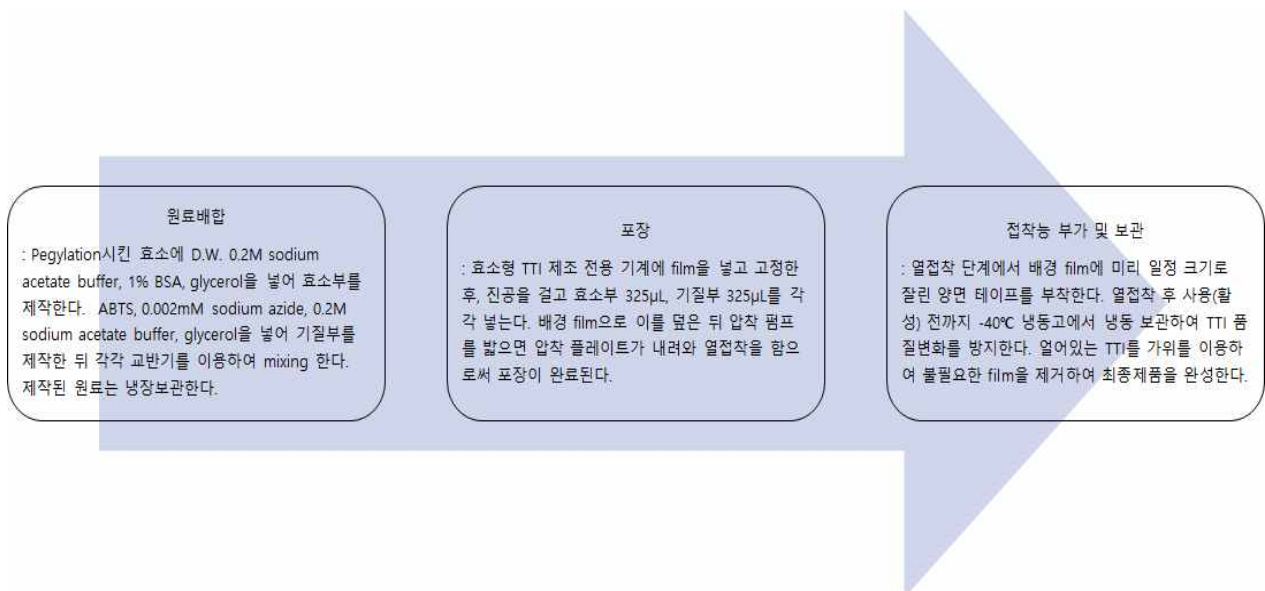 원료배합
: Pegylation시킨 효소에 D.W. 0.2M sodium
acetate buffer, 1% BSA, glycerol을 넣어 효소부를
제작한다. ABTS, 0.002mM sodium azide, 0.2M
sodium acetate buffer, glycerol을 넣어 기질부를
제작한 뒤 각각 교반기를 이용하여 mixing 한다.
제작된 원료는 냉장보관한다.
포장
: 효소형 TTI 제조 전용 기계에 film을 넣고 고정한
후, 진공을 걸고 효소부 325μL, 기질부 325μL를 각
각 넣는다. 배경 film으로 이를 덮은 뒤 압착 펌프
를 밟으면 압착 플레이트가 내려와 열접착을 함으
로써 포장이 완료된다.
접착능 부가 및 보관
: 열접착 단계에서 배경 film에 미리 일정 크기로
잘린 양면 테이프를 부착한다. 열접착 후 사용(활
성) 전까지 -40℃ 냉동고에서 냉동 보관하여 TTI 품
질변화를 방지한다. 얼어있는 TTI를 가위를 이용하
여 불필요한 film을 제거하여 최종제품을 완성한다.